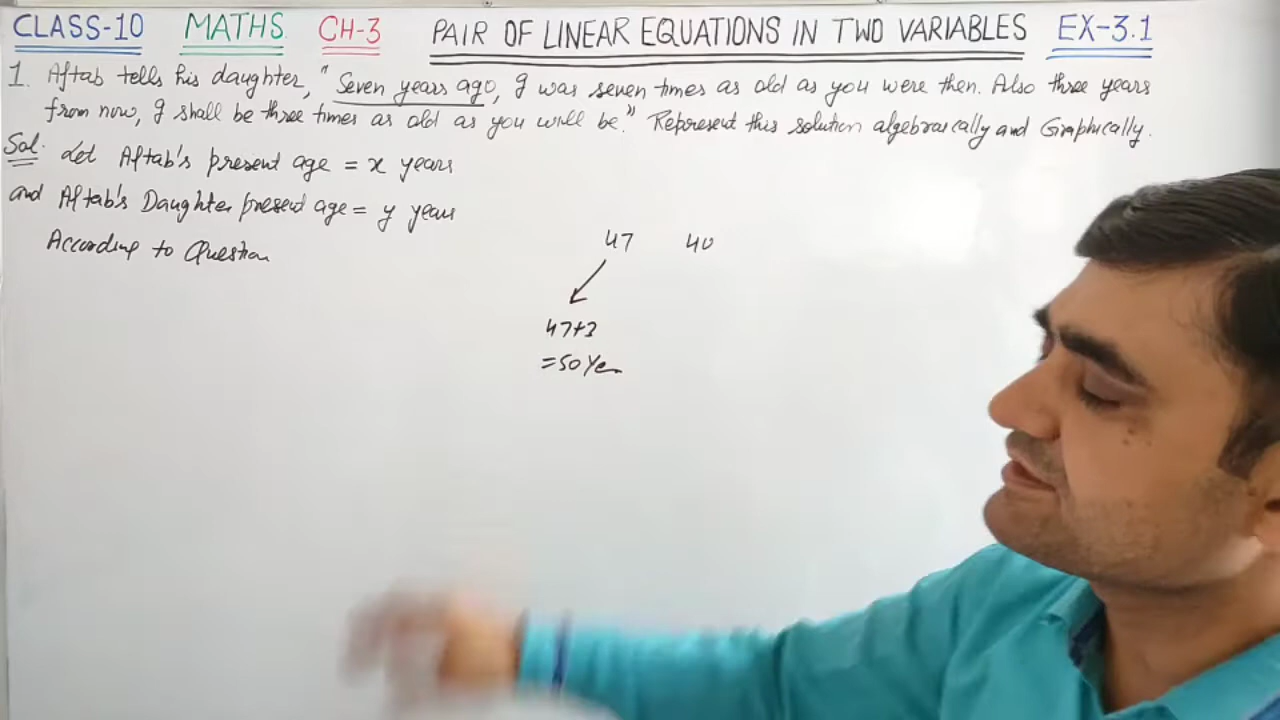 CLASS-10 MATHS CH-3 PAIR OF LINEAR EQUATIONS IN TWO VARIABLES EX-3.1
1. Aftab tells his daughter, "Seven years ago, I was seven times as old as you were then. Also three years
from now, I shall be three times as old as you will be." Represent this solution algebraically and Graphically.
Sol. Let Aftab's present age = x years
and Aftab's Daughter present age = y years
According to Question
47 40
47+3
=50Ye